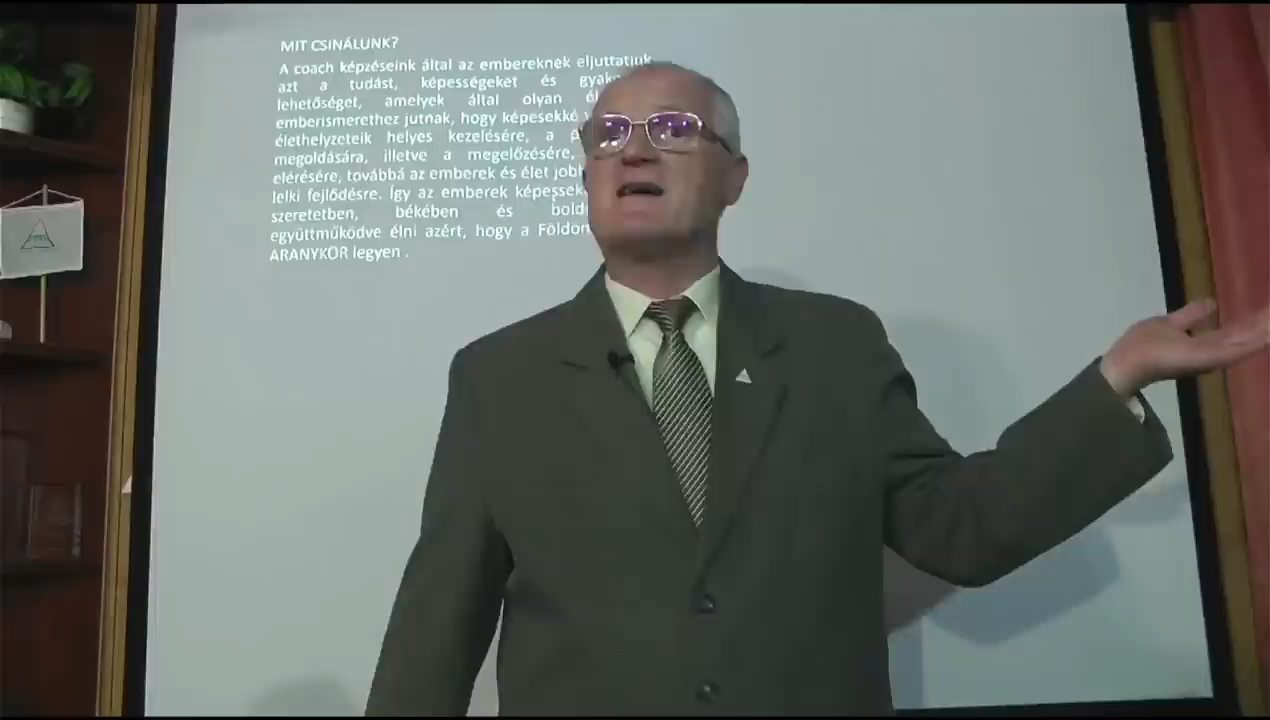 MIT CSINÁLUNK?
A coach képzéseink által az embereknek eljuttatjuk
azt a tudást, képességeket és
lehetőséget, amelyek által olyan
emberismerethez jutnak, hogy képesekké
élethelyzeteik helyes kezelésére, a
megoldására, illetve a megelőzésére,
elérésére, továbbá az emberek és élet
lelki fejlődésre. Így az emberek
szeretetben, békében és
együttműködve élni azért, hogy a Földon
ARANYKOR legyen .